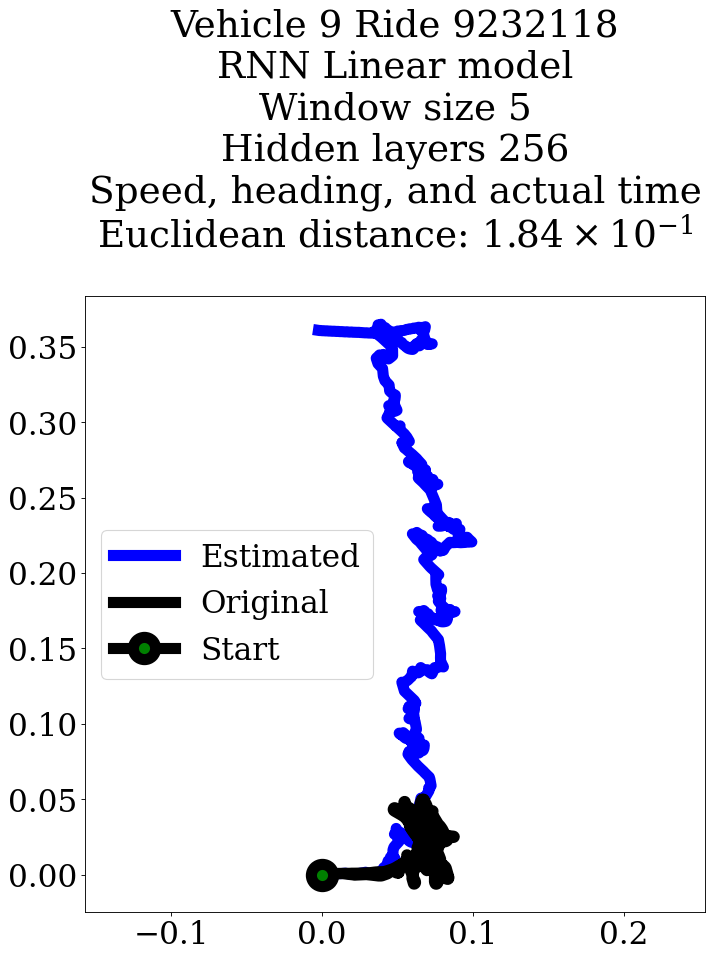 Vehicle 9 Ride 9232118
RNN Linear model
Window size 5
Hidden layers 256
Speed, heading, and actual time
Euclidean distance: 1.84 × 10⁻¹
0.35
0.30
0.25
0.20
0.15
0.10
0.05
0.00
Estimated
Original
Start
−0.1 0.0 0.1 0.2